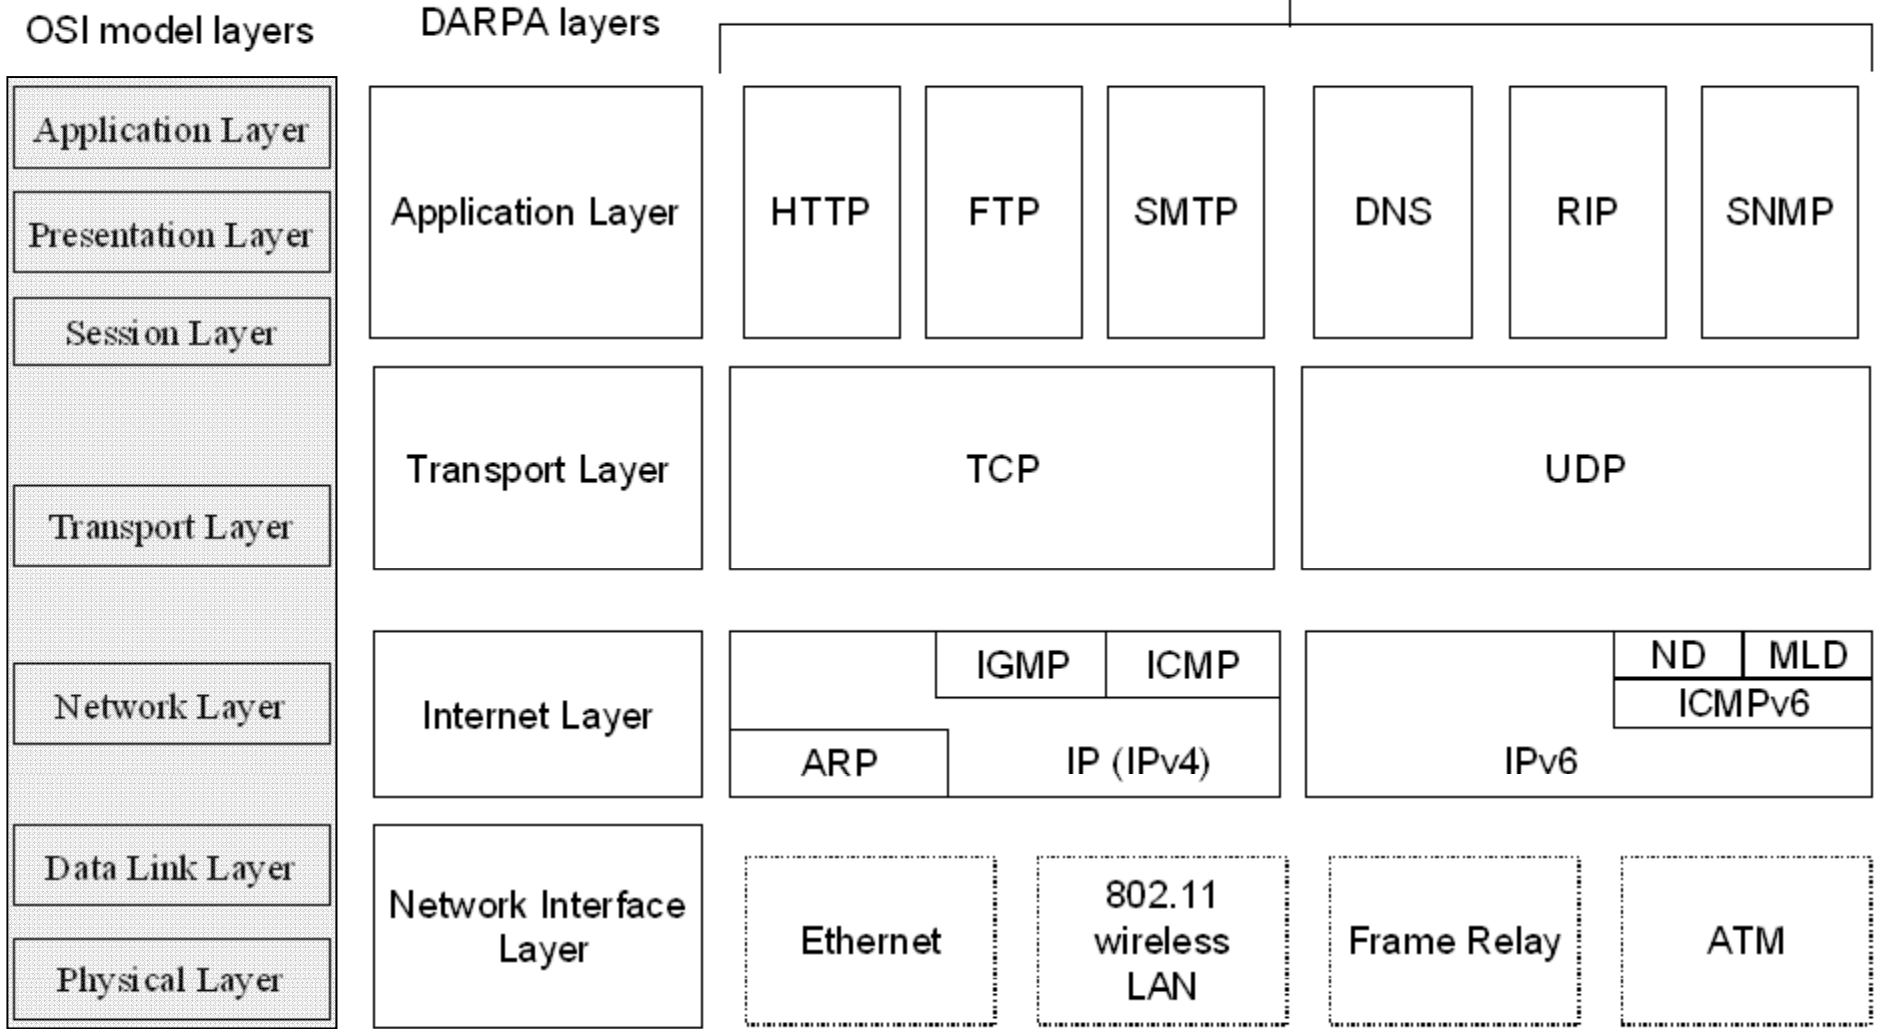 OSI model layers
DARPA layers
Application Layer
Presentation Layer
Session Layer
Transport Layer
Network Layer
Data Link Layer
Physical Layer
Application Layer
HTTP
FTP
SMTP
DNS
RIP
SNMP
Transport Layer
TCP
UDP
Internet Layer
IGMP
ICMP
ARP
IP (IPv4)
ND
MLD
ICMPv6
IPv6
Network Interface
Layer
Ethernet
802.11
wireless
LAN
Frame Relay
ATM